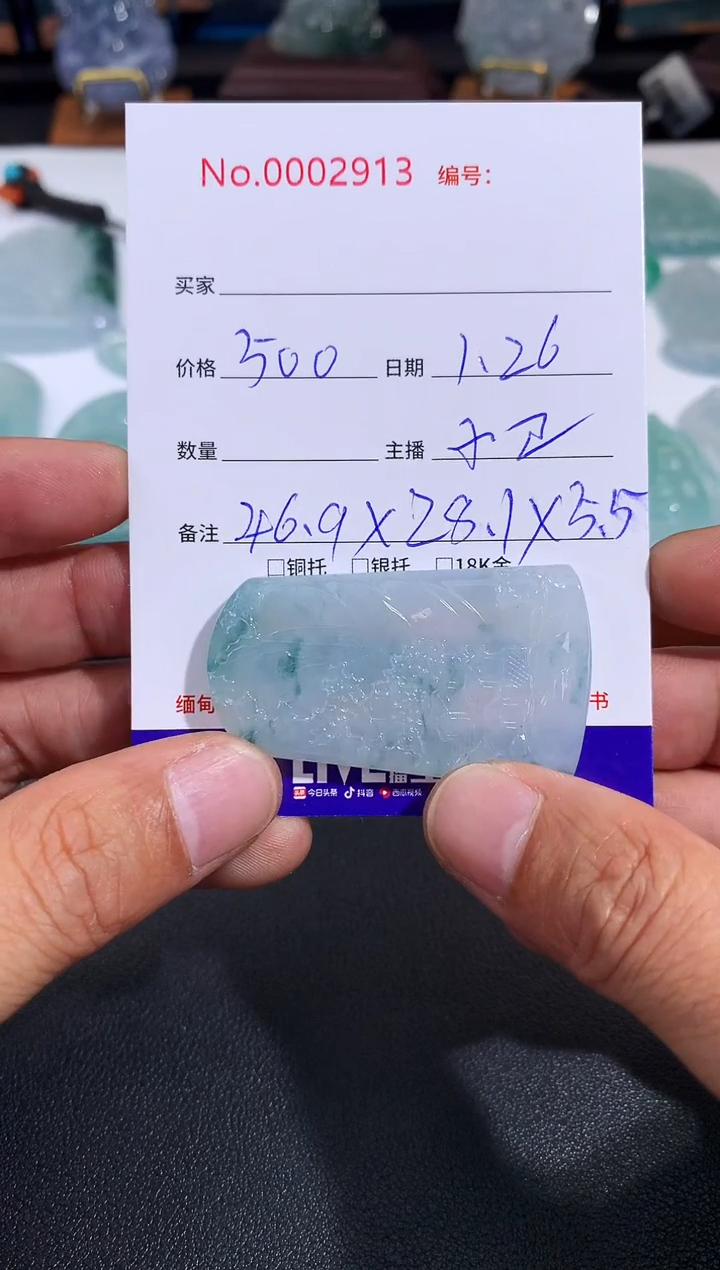 No.0002913 编号:
买家
价格 500 日期 1.26
数量 主播
备注 46.9X28.1X5.5
□铜托 □银托 □18K金
缅甸 书
LIVE
今日头条 抖音 西瓜视频